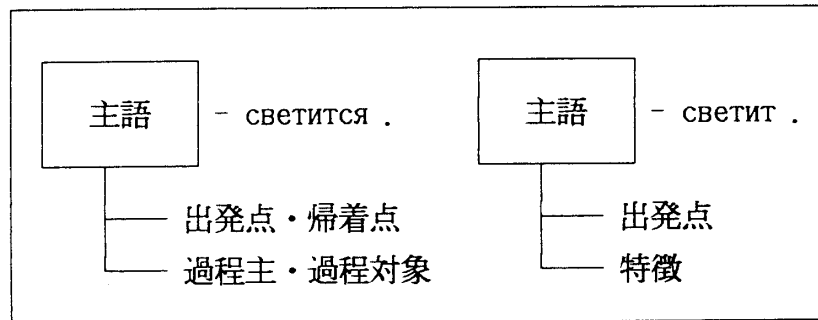 主語 - светится .
出発点・帰着点
過程主・過程対象
主語 - светит .
出発点
特徴